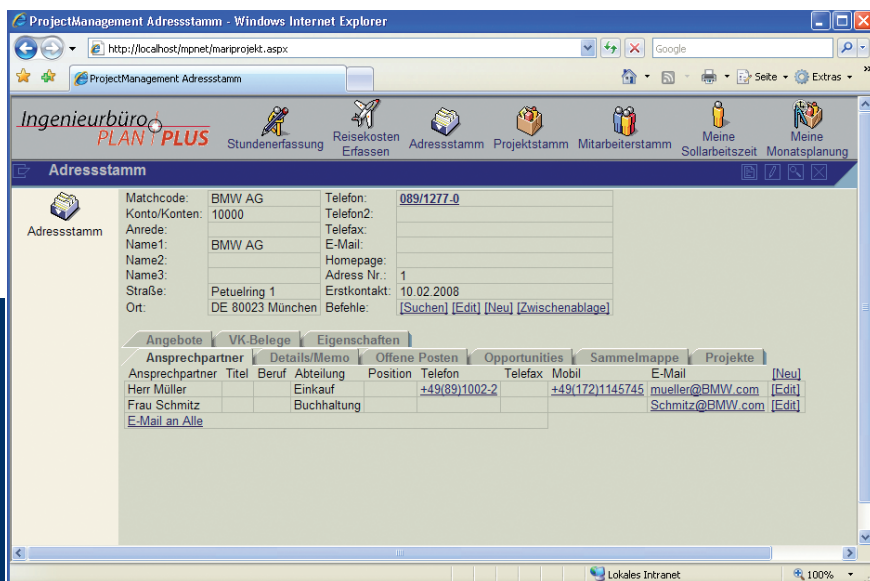 ProjectManagement Adressstamm - Windows Internet Explorer
http://localhost/mpnet/mariprojekt.aspx
Google
ProjectManagement Adressstamm
Seite
Extras
Ingenieurbüro
PLAN PLUS
Stundenerfassung
Reisekosten
Erfassen
Adressstamm
Projektstamm
Mitarbeiterstamm
Meine
Sollarbeitszeit
Meine
Monatsplanung
Adressstamm
Adressstamm
Matchcode: BMW AG Telefon: 089/1277-0
Konto/Konten: 10000 Telefon2:
Anrede: Telefax:
Name1: BMW AG E-Mail:
Name2: Homepage:
Name3: Adress Nr.: 1
Straße: Petuelring 1 Erstkontakt: 10.02.2008
Ort: DE 80023 München Befehle: [Suchen] [Edit] [Neu] [Zwischenablage]
Angebote VK-Belege Eigenschaften
Ansprechpartner Details/Memo Offene Posten Opportunities Sammelmappe Projekte
Ansprechpartner Titel Beruf Abteilung Position Telefon Telefax Mobil E-Mail [Neu]
Herr Müller Einkauf +49(89)1002-2 +49(172)1145745 mueller@BMW.com [Edit]
Frau Schmitz Buchhaltung Schmitz@BMW.com [Edit]
E-Mail an Alle
Lokales Intranet
100%